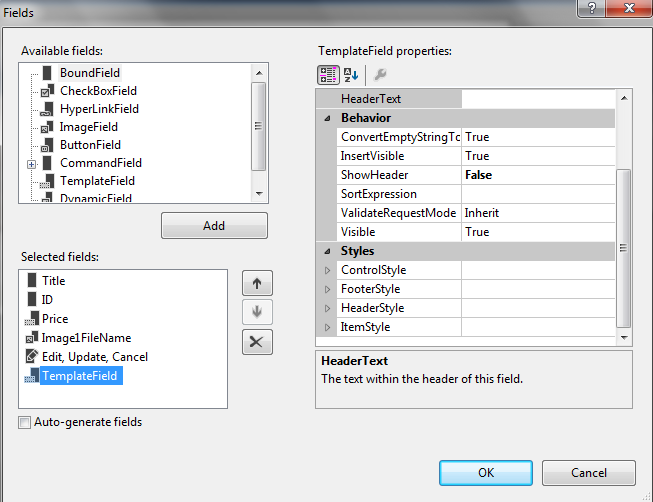 Fields
?
Available fields:
BoundField
CheckBoxField
HyperLinkField
ImageField
ButtonField
CommandField
TemplateField
DynamicField
Add
Selected fields:
Title
ID
Price
Image1FileName
Edit, Update, Cancel
TemplateField
Auto-generate fields
TemplateField properties:
HeaderText
Behavior
ConvertEmptyStringTo True
InsertVisible True
ShowHeader False
SortExpression
ValidateRequestMode Inherit
Visible True
Styles
ControlStyle
FooterStyle
HeaderStyle
ItemStyle
HeaderText
The text within the header of this field.
OK
Cancel